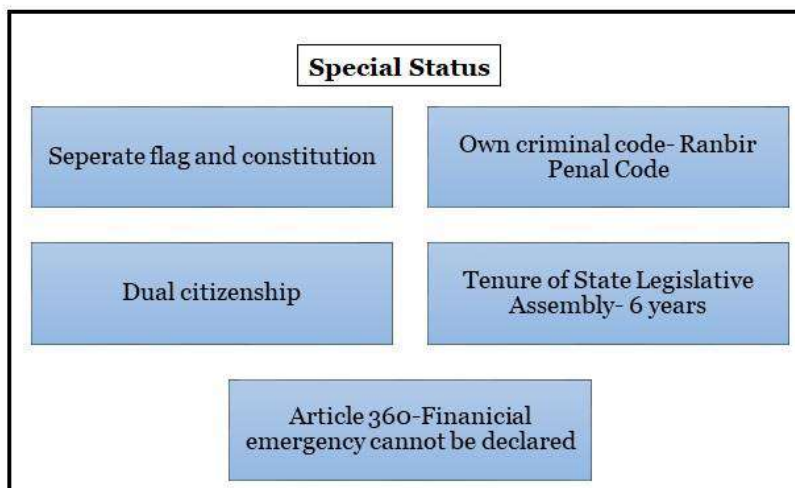 Special Status
Seperate flag and constitution
Own criminal code- Ranbir
Penal Code
Dual citizenship
Tenure of State Legislative
Assembly- 6 years
Article 360-Finanicial
emergency cannot be declared